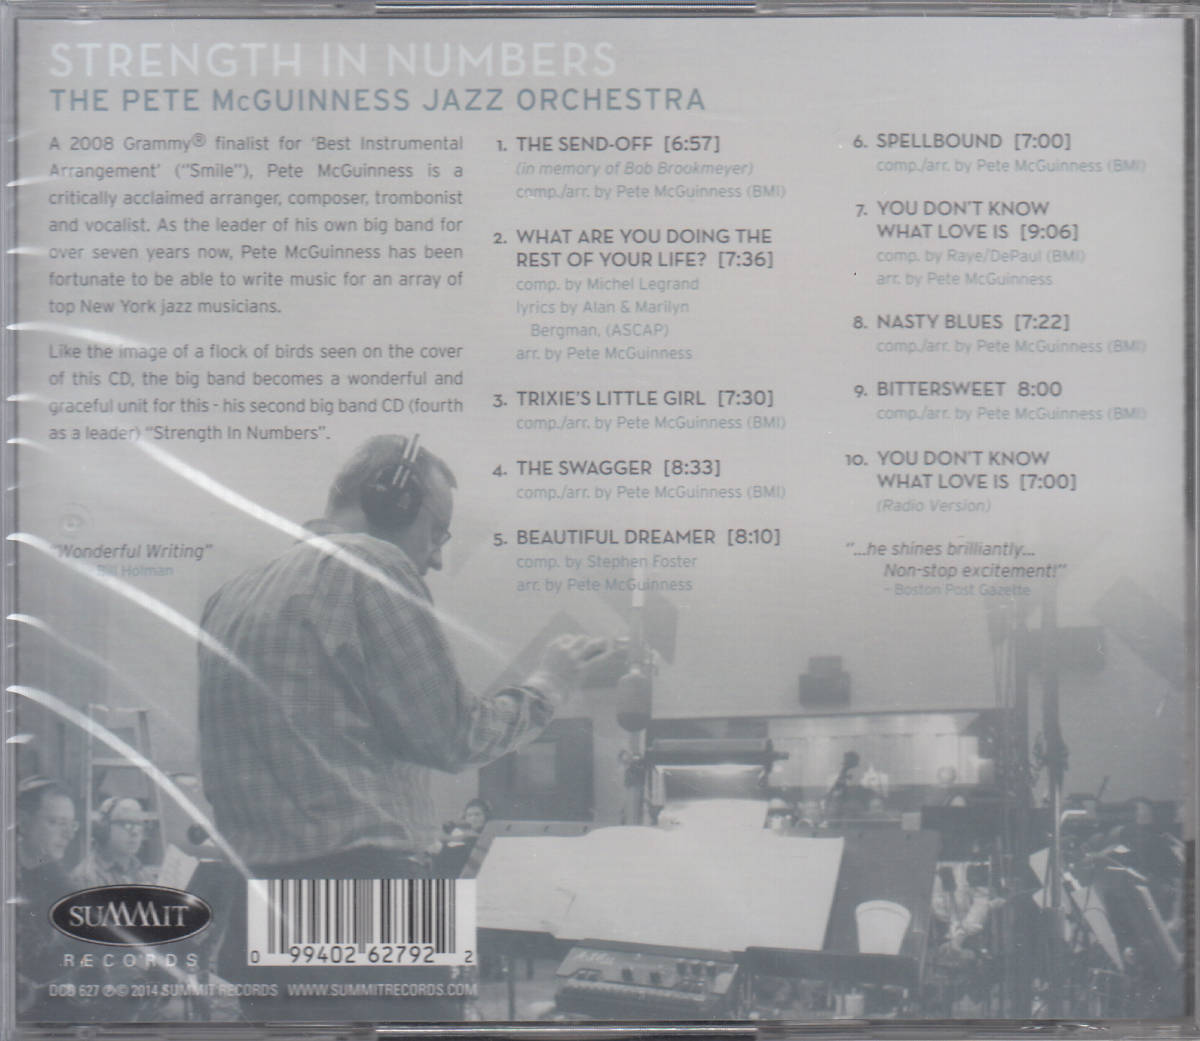 STRENGTH IN NUMBERS
THE PETE McGUINNESS JAZZ ORCHESTRA
A 2008 Grammy® finalist for 'Best Instrumental
Arrangement' ("Smile"), Pete McGuinness is a
critically acclaimed arranger, composer, trombonist
and vocalist. As the leader of his own big band for
over seven years now, Pete McGuinness has been
fortunate to be able to write music for an array of
top New York jazz musicians.
Like the image of a flock of birds seen on the cover
of this CD, the big band becomes a wonderful and
graceful unit for this - his second big band CD (fourth
as a leader) "Strength In Numbers".
"Wonderful Writing"
Bill Holman
1. THE SEND-OFF [6:57]
(in memory of Bob Brookmeyer)
comp./arr. by Pete McGuinness (BMI)
2. WHAT ARE YOU DOING THE
REST OF YOUR LIFE? [7:36]
comp. by Michel Legrand
lyrics by Alan & Marilyn
Bergman, (ASCAP)
arr. by Pete McGuinness
3. TRIXIE'S LITTLE GIRL [7:30]
comp./arr. by Pete McGuinness (BMI)
4. THE SWAGGER [8:33]
comp./arr. by Pete McGuinness (BMI)
5. BEAUTIFUL DREAMER [8:10]
comp. by Stephen Foster
arr. by Pete McGuinness
6. SPELLBOUND [7:00]
comp./arr. by Pete McGuinness (BMI)
7. YOU DON'T KNOW
WHAT LOVE IS [9:06]
comp. by Raye/DePaul (BMI)
arr. by Pete McGuinness
8. NASTY BLUES [7:22]
comp./arr. by Pete McGuinness (BMI)
9. BITTERSWEET 8:00
comp./arr. by Pete McGuinness (BMI)
10. YOU DON'T KNOW
WHAT LOVE IS [7:00]
(Radio Version)
"...he shines brilliantly...
Non-stop excitement!"
- Boston Post Gazette
SUMMIT
RECORDS
0 99402 62792 2
DCD 627 ℗© 2014 SUMMIT RECORDS WWW.SUMMITRECORDS.COM